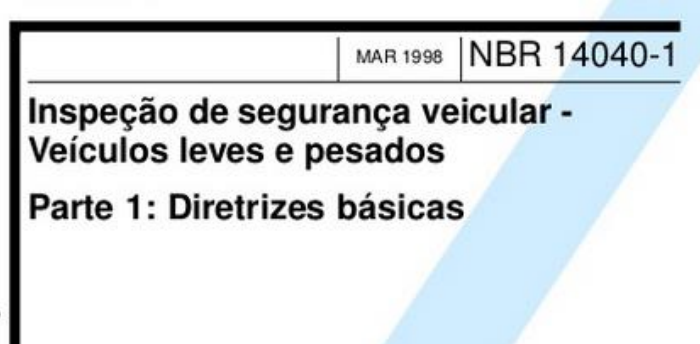 MAR 1998 NBR 14040-1
Inspeção de segurança veicular -
Veículos leves e pesados
Parte 1: Diretrizes básicas